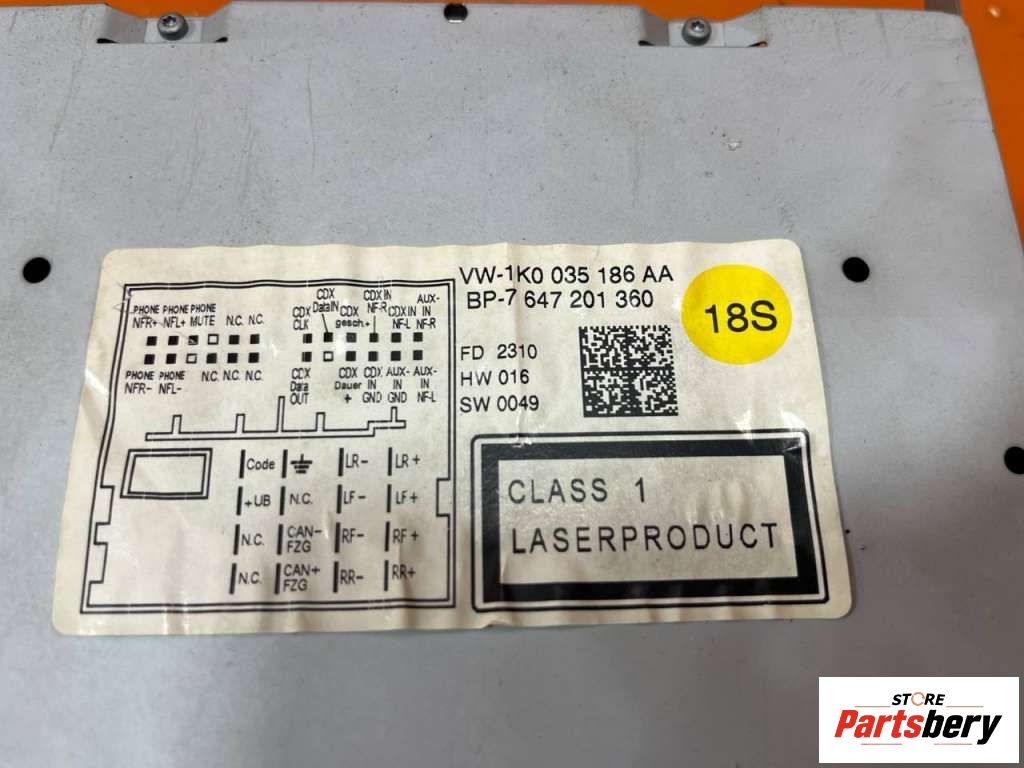 VW-1K0 035 186 AA
BP-7 647 201 360
18S
FD 2310
HW 016
SW 0049
PHONE PHONE PHONE
NFR+ NFL+ MUTE N.C. N.C.
CDX CLK
CDX DataIN
CDX gesch.+
CDX IN NF-R
CDX IN NF-L
AUX-IN NF-R
PHONE PHONE
NFR- NFL- N.C. N.C. N.C.
CDX Data OUT
CDX Dauer +
CDX IN GND
AUX-IN GND
AUX-IN NF-L
Code LR- LR+
+UB N.C. LF- LF+
N.C. CAN- FZG RF- RF+
N.C. CAN+ FZG RR- RR+
CLASS 1
LASERPRODUCT
STORE
Partsbery